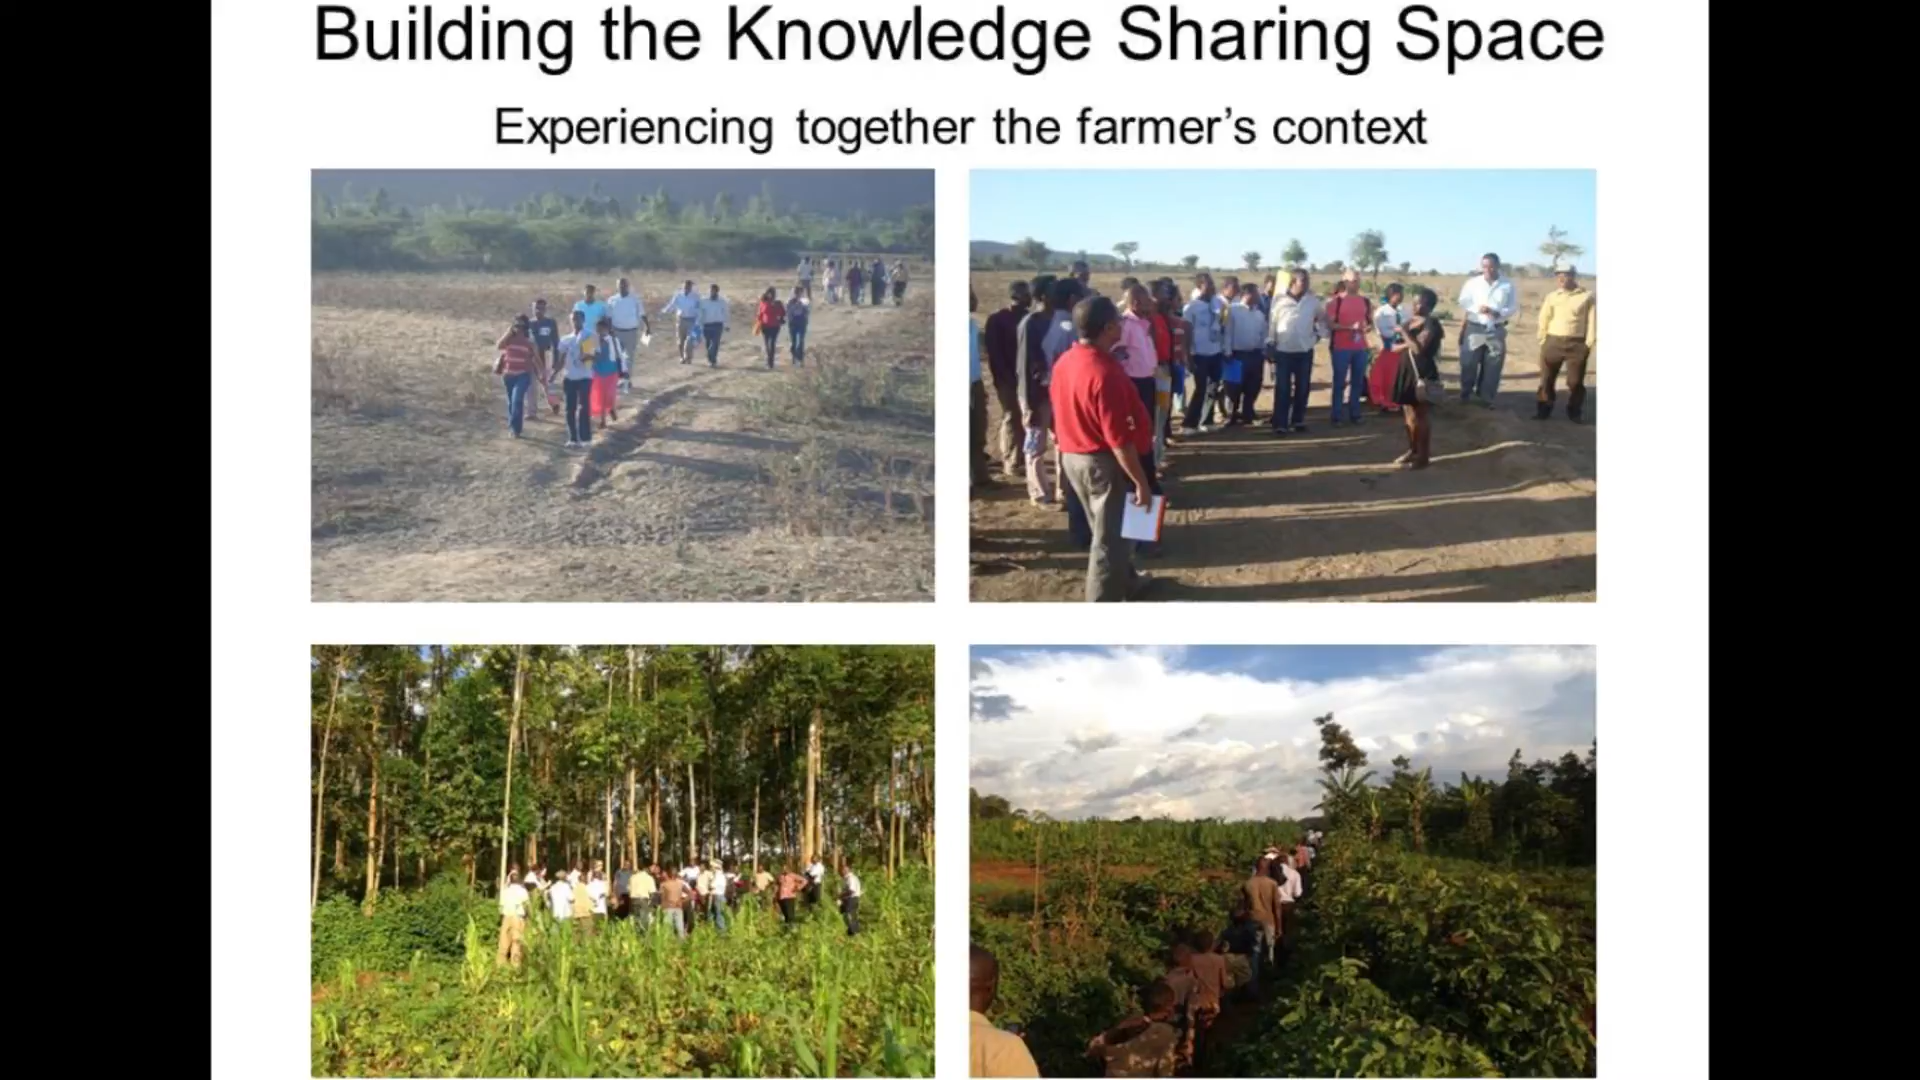 Building the Knowledge Sharing Space
Experiencing together the farmer’s context